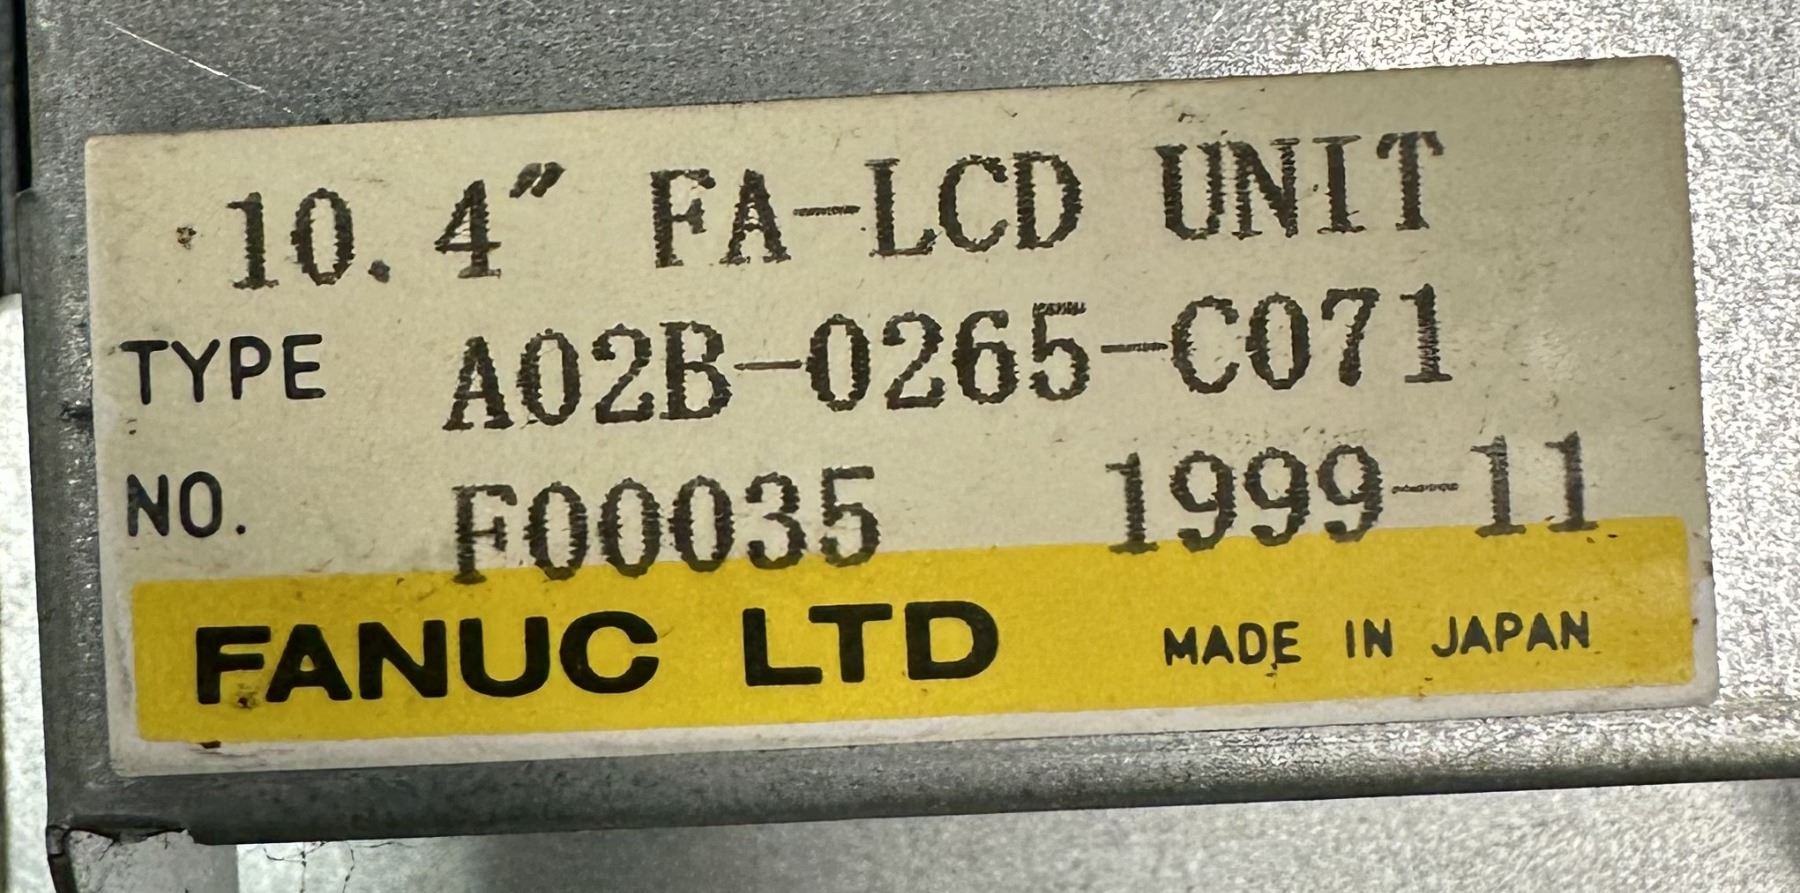 10.4″ FA-LCD UNIT
TYPE A02B-0265-C071
NO. F00035 1999-11
FANUC LTD MADE IN JAPAN